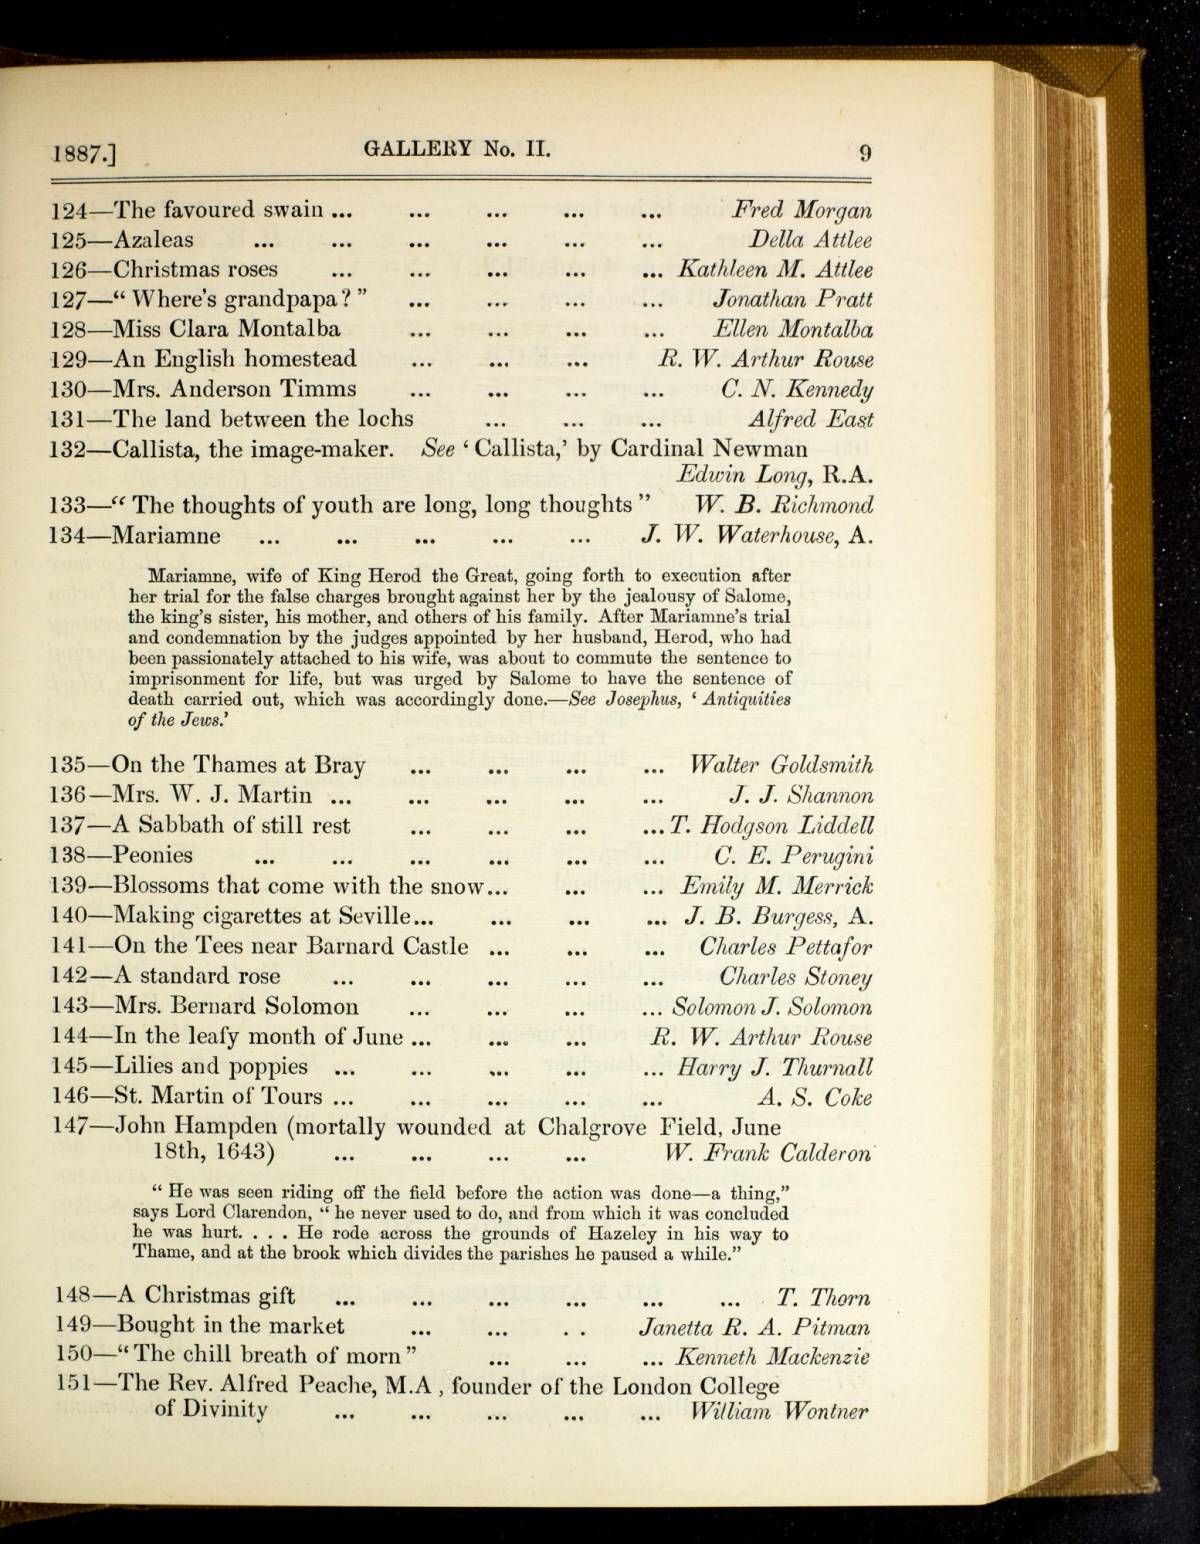 1887.] GALLERY No. II. 9
124—The favoured swain ... ... ... ... ... Fred Morgan
125—Azaleas ... ... ... ... ... ... Della Attlee
126—Christmas roses ... ... ... ... ... Kathleen M. Attlee
127—“ Where's grandpapa? ” ... ... ... ... Jonathan Pratt
128—Miss Clara Montalba ... ... ... ... Ellen Montalba
129—An English homestead ... ... ... R. W. Arthur Rouse
130—Mrs. Anderson Timms ... ... ... ... C. N. Kennedy
131—The land between the lochs ... ... ... Alfred East
132—Callista, the image-maker. See ‘ Callista,’ by Cardinal Newman
Edwin Long, R.A.
133—“ The thoughts of youth are long, long thoughts ” W. B. Richmond
134—Mariamne ... ... ... ... ... J. W. Waterhouse, A.
Mariamne, wife of King Herod the Great, going forth to execution after
her trial for the false charges brought against her by the jealousy of Salome,
the king's sister, his mother, and others of his family. After Mariamne's trial
and condemnation by the judges appointed by her husband, Herod, who had
been passionately attached to his wife, was about to commute the sentence to
imprisonment for life, but was urged by Salome to have the sentence of
death carried out, which was accordingly done.—See Josephus, ‘ Antiquities
of the Jews.’
135—On the Thames at Bray ... ... ... ... Walter Goldsmith
136—Mrs. W. J. Martin ... ... ... ... ... J. J. Shannon
137—A Sabbath of still rest ... ... ... ... T. Hodgson Liddell
138—Peonies ... ... ... ... ... ... C. E. Perugini
139—Blossoms that come with the snow... ... ... Emily M. Merrick
140—Making cigarettes at Seville... ... ... ... J. B. Burgess, A.
141—On the Tees near Barnard Castle ... ... ... Charles Pettafor
142—A standard rose ... ... ... ... ... Charles Stoney
143—Mrs. Bernard Solomon ... ... ... ... Solomon J. Solomon
144—In the leafy month of June ... ... ... R. W. Arthur Rouse
145—Lilies and poppies ... ... ... ... ... Harry J. Thurnall
146—St. Martin of Tours ... ... ... ... ... A. S. Coke
147—John Hampden (mortally wounded at Chalgrove Field, June
18th, 1643) ... ... ... ... W. Frank Calderon
“ He was seen riding off the field before the action was done—a thing,”
says Lord Clarendon, “ he never used to do, and from which it was concluded
he was hurt. . . . He rode across the grounds of Hazeley in his way to
Thame, and at the brook which divides the parishes he paused a while.”
148—A Christmas gift ... ... ... ... ... ... T. Thorn
149—Bought in the market ... ... . . Janetta R. A. Pitman
150—“ The chill breath of morn ” ... ... ... Kenneth Mackenzie
151—The Rev. Alfred Peache, M.A , founder of the London College
of Divinity ... ... ... ... ... William Wontner